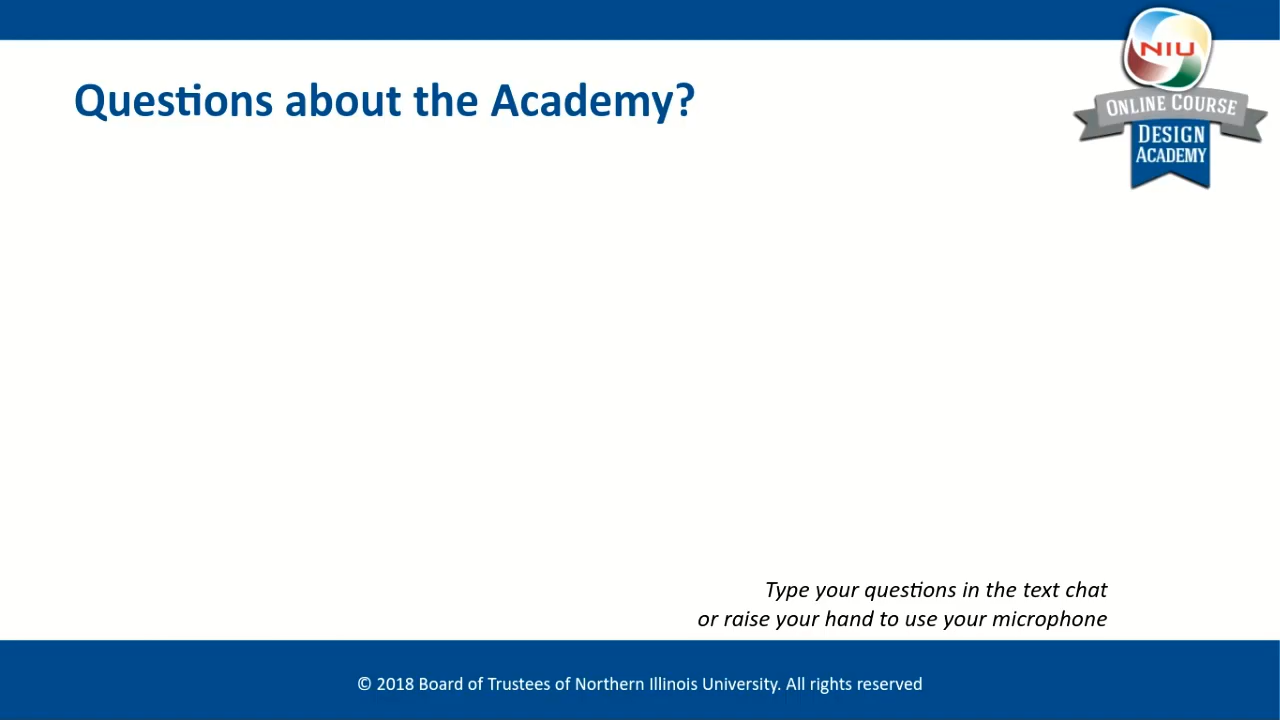 NIU
ONLINE COURSE
DESIGN
ACADEMY
Questions about the Academy?
Type your questions in the text chat
or raise your hand to use your microphone
© 2018 Board of Trustees of Northern Illinois University. All rights reserved